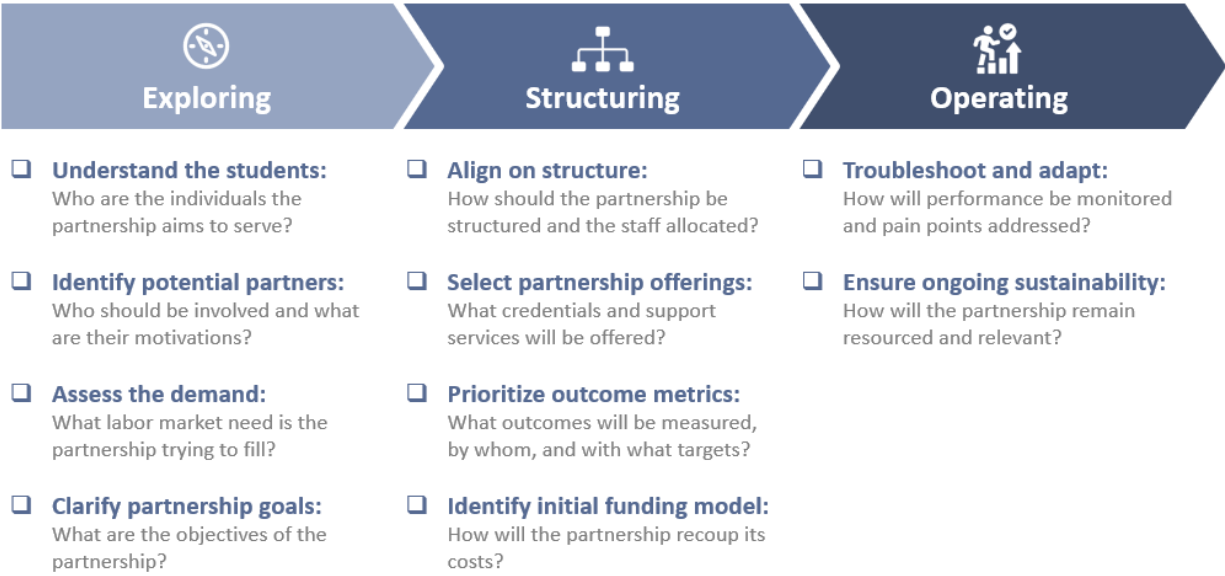 Exploring
Structuring
Operating
Understand the students:
Who are the individuals the
partnership aims to serve?
Identify potential partners:
Who should be involved and what
are their motivations?
Assess the demand:
What labor market need is the
partnership trying to fill?
Clarify partnership goals:
What are the objectives of the
partnership?
Align on structure:
How should the partnership be
structured and the staff allocated?
Select partnership offerings:
What credentials and support
services will be offered?
Prioritize outcome metrics:
What outcomes will be measured,
by whom, and with what targets?
Identify initial funding model:
How will the partnership recoup its
costs?
Troubleshoot and adapt:
How will performance be monitored
and pain points addressed?
Ensure ongoing sustainability:
How will the partnership remain
resourced and relevant?